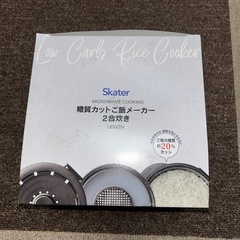 Low Carb Rice Cooker
Skater
MICROWAVE COOKING
糖質カットご飯メーカー
2合炊き
ご飯の糖質
約20%
カット